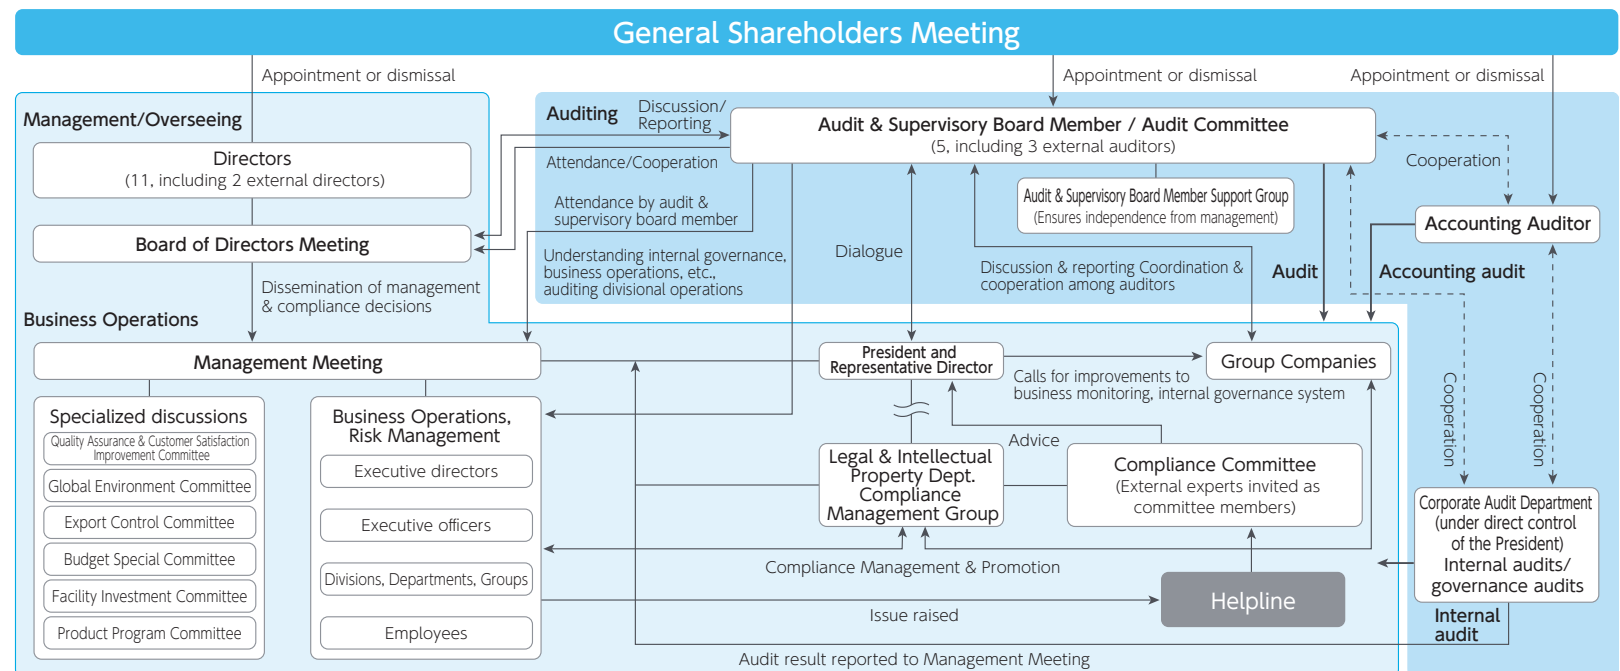 General Shareholders Meeting
Appointment or dismissal
Appointment or dismissal
Appointment or dismissal
Management/Overseeing
Directors
(11, including 2 external directors)
Board of Directors Meeting
Dissemination of management
& compliance decisions
Auditing
Discussion/
Reporting
Attendance/Cooperation
Attendance by audit &
supervisory board member
Understanding internal governance,
business operations, etc.,
auditing divisional operations
Audit & Supervisory Board Member / Audit Committee
(5, including 3 external auditors)
Audit & Supervisory Board Member Support Group
(Ensures independence from management)
Cooperation
Accounting Auditor
Dialogue
Discussion & reporting Coordination &
cooperation among auditors
Audit
Accounting audit
Business Operations
Management Meeting
Specialized discussions
Quality Assurance & Customer Satisfaction
Improvement Committee
Global Environment Committee
Export Control Committee
Budget Special Committee
Facility Investment Committee
Product Program Committee
Business Operations,
Risk Management
Executive directors
Executive officers
Divisions, Departments, Groups
Employees
President and
Representative Director
Group Companies
Calls for improvements to
business monitoring, internal governance system
Advice
Legal & Intellectual
Property Dept.
Compliance
Management Group
Compliance Committee
(External experts invited as
committee members)
Compliance Management & Promotion
Issue raised
Helpline
Cooperation
Cooperation
Corporate Audit Department
(under direct control
of the President)
Internal audits/
governance audits
Internal
audit
Audit result reported to Management Meeting